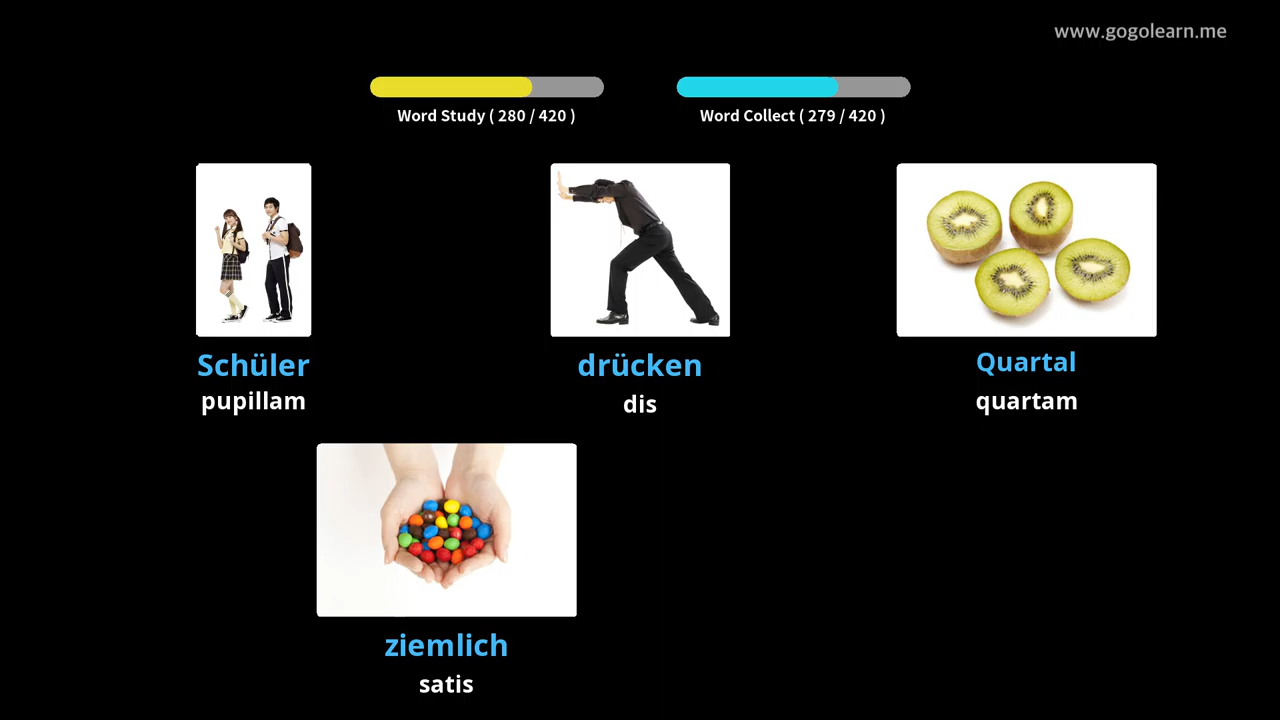 www.gogolearn.me
Word Study ( 280 / 420 )
Word Collect ( 279 / 420 )
Schüler
pupillam
drücken
dis
Quartal
quartam
ziemlich
satis